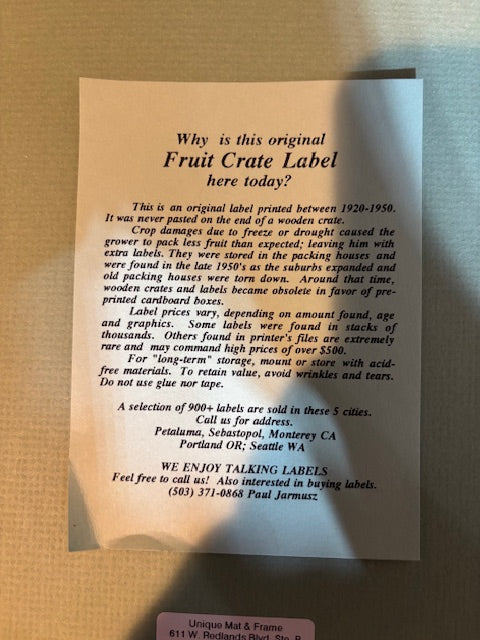 Why is this original
Fruit Crate Label
here today?
This is an original label printed between 1920-1950.
It was never pasted on the end of a wooden crate.
Crop damages due to freeze or drought caused the
grower to pack less fruit than expected; leaving him with
extra labels. They were stored in the packing houses and
were found in the late 1950's as the suburbs expanded and
old packing houses were torn down. Around that time,
wooden crates and labels became obsolete in favor of pre-
printed cardboard boxes.
Label prices vary, depending on amount found, age
and graphics. Some labels were found in stacks of
thousands. Others found in printer's files are extremely
rare and may command high prices of over $500.
For "long-term" storage, mount or store with acid-
free materials. To retain value, avoid wrinkles and tears.
Do not use glue nor tape.
A selection of 900+ labels are sold in these 5 cities.
Call us for address.
Petaluma, Sebastopol, Monterey CA
Portland OR; Seattle WA
WE ENJOY TALKING LABELS
Feel free to call us! Also interested in buying labels.
(503) 371-0868 Paul Jarmusz
Unique Mat & Frame
611 W. Redlands Blvd. Ste.